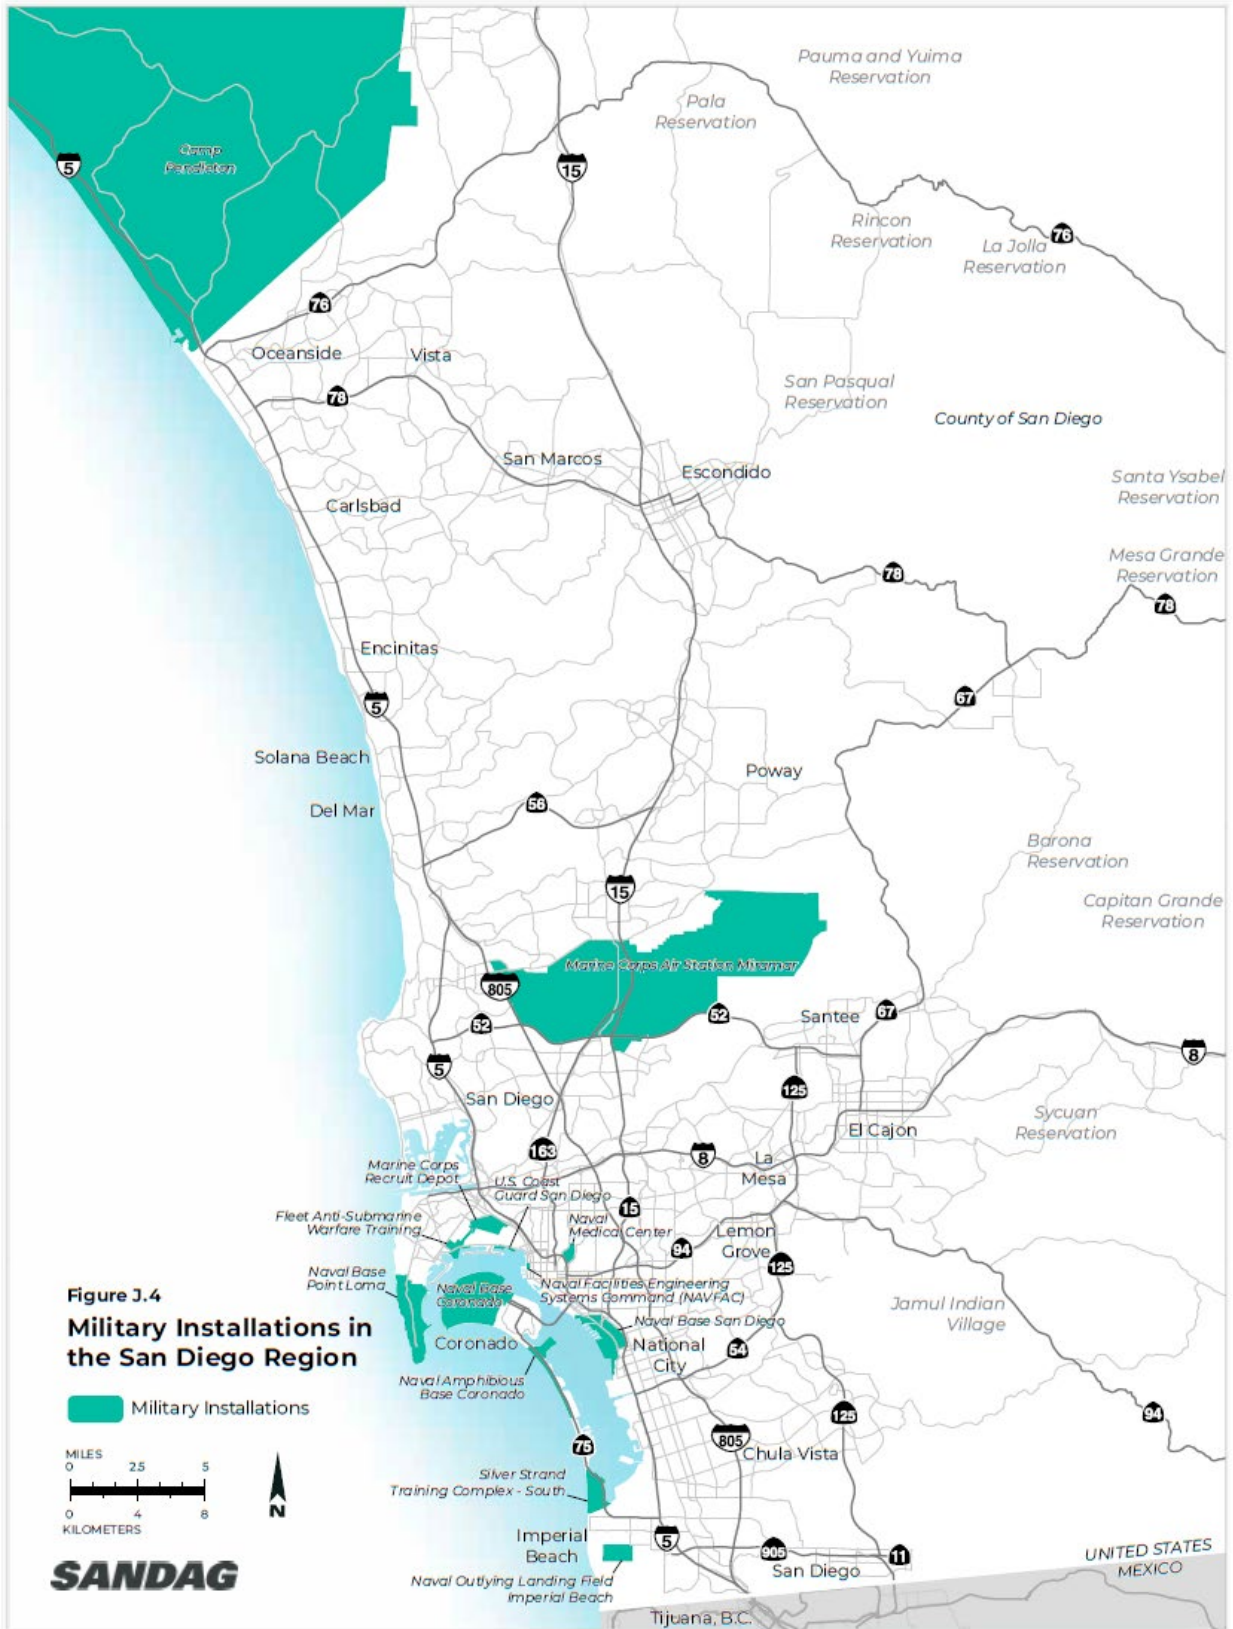 Pauma and Yuima
Reservation
Pala
Reservation
Camp
Pendleton
5
15
Rincon
Reservation
La Jolla
Reservation
76
76
Oceanside
Vista
78
San Pasqual
Reservation
County of San Diego
San Marcos
Escondido
Santa Ysabel
Reservation
Carlsbad
Mesa Grande
Reservation
78
78
Encinitas
5
67
Solana Beach
Poway
Del Mar
56
Barona
Reservation
15
Capitan Grande
Reservation
Marine Corps Air Station Miramar
805
52
52
Santee
67
8
5
San Diego
125
Sycuan
Reservation
El Cajon
163
8
La
Mesa
Marine Corps
Recruit Depot
U.S. Coast
Guard San Diego
15
Fleet Anti-Submarine
Warfare Training
Naval
Medical Center
94
Lemon
Grove
125
Naval Base
Point Loma
Naval Base
Coronado
Naval Facilities Engineering
Systems Command (NAVFAC)
Jamul Indian
Village
Figure J.4
Military Installations in
the San Diego Region
Naval Base San Diego
Coronado
National
City
54
Naval Amphibious
Base Coronado
Military Installations
125
94
805
Chula Vista
75
MILES
0 2.5 5
0 4 8
KILOMETERS
N
Silver Strand
Training Complex - South
Imperial
Beach
5
905
11
San Diego
UNITED STATES
MEXICO
SANDAG
Naval Outlying Landing Field
Imperial Beach
Tijuana, B.C.